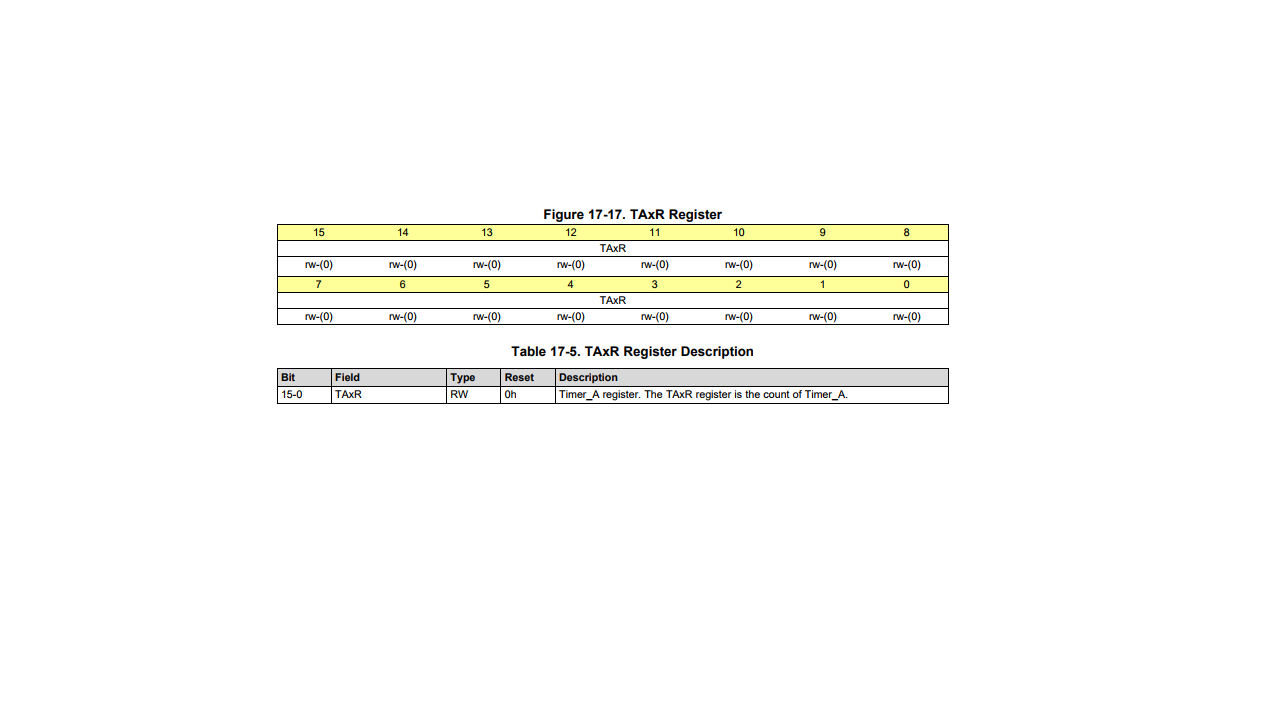 Figure 17-17. TAxR Register
15 14 13 12 11 10 9 8
TAxR
rw-(0) rw-(0) rw-(0) rw-(0) rw-(0) rw-(0) rw-(0) rw-(0)
7 6 5 4 3 2 1 0
TAxR
rw-(0) rw-(0) rw-(0) rw-(0) rw-(0) rw-(0) rw-(0) rw-(0)
Table 17-5. TAxR Register Description
Bit Field Type Reset Description
15-0 TAxR RW 0h Timer_A register. The TAxR register is the count of Timer_A.